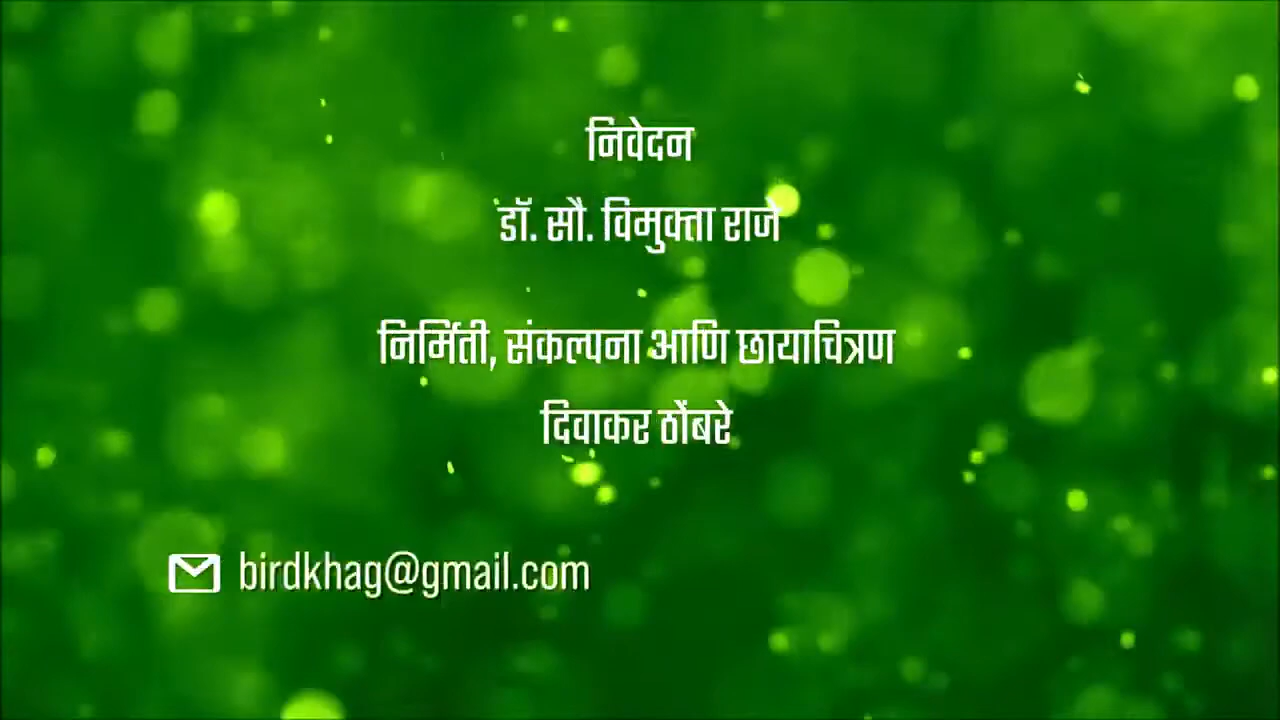 निवेदन
डॉ. सौ. विमुक्ता राजे
निर्मिती, संकल्पना आणि छायाचित्रण
दिवाकर ठोंबरे
birdkhag@gmail.com